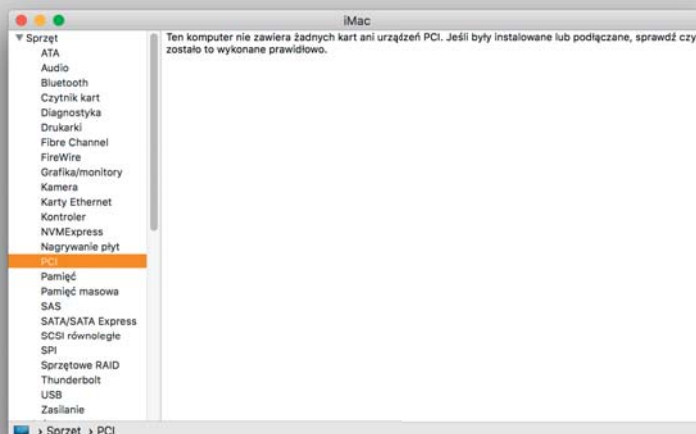 iMac
Sprzęt
ATA
Audio
Bluetooth
Czytnik kart
Diagnostyka
Drukarki
Fibre Channel
FireWire
Grafika/monitory
Kamera
Karty Ethernet
Kontroler
NVMExpress
Nagrywanie płyt
PCI
Pamięć
Pamięć masowa
SAS
SATA/SATA Express
SCSI równoległe
SPI
Sprzętowe RAID
Thunderbolt
USB
Zasilanie
Ten komputer nie zawiera żadnych kart ani urządzeń PCI. Jeśli były instalowane lub podłączane, sprawdź czy
zostało to wykonane prawidłowo.
› Sprzęt › PCI